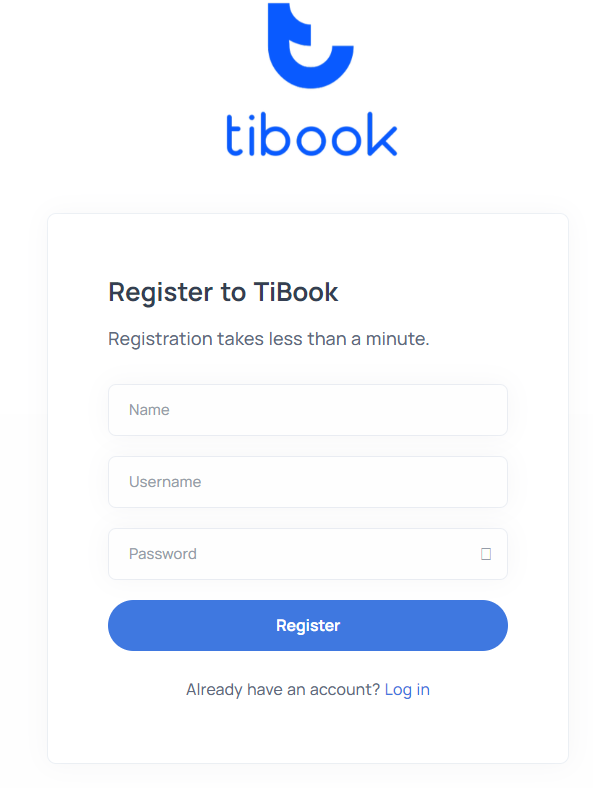 tibook
Register to TiBook
Registration takes less than a minute.
Name
Username
Password
Register
Already have an account? Log in